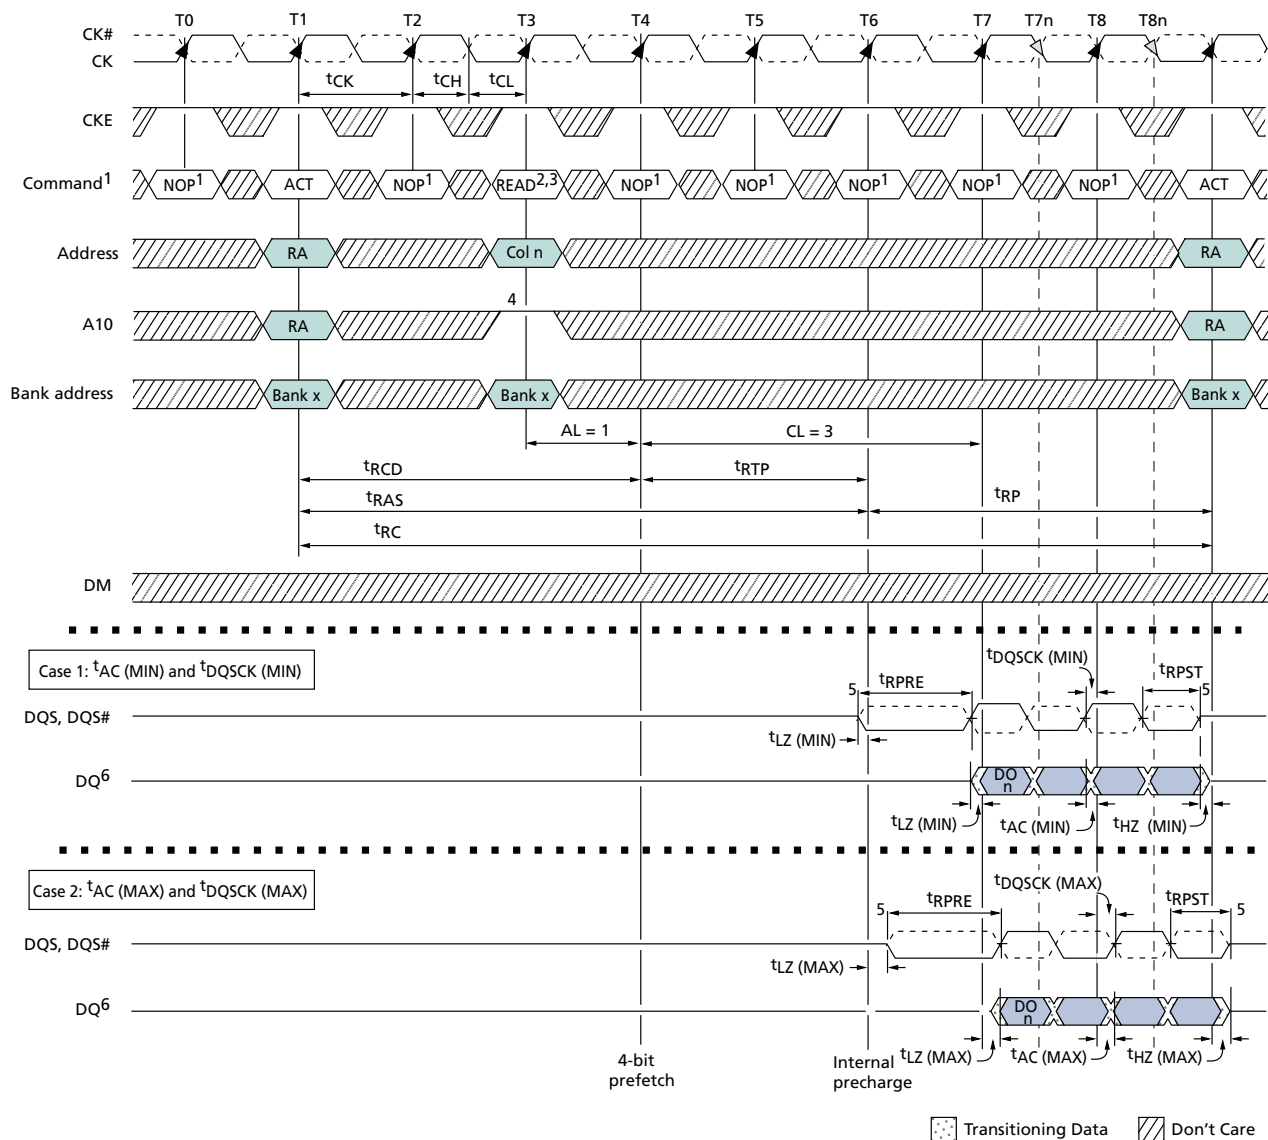 T0 T1 T2 T3 T4 T5 T6 T7 T7n T8 T8n
CK#
CK
tCK tCH tCL
CKE
Command1 NOP1 ACT NOP1 READ2,3 NOP1 NOP1 NOP1 NOP1 NOP1 ACT
Address RA Col n RA
4
A10 RA RA
Bank address Bank x Bank x Bank x
AL = 1 CL = 3
tRCD tRTP
tRAS tRP
tRC
DM
Case 1: tAC (MIN) and tDQSCK (MIN)
tDQSCK (MIN)
5 tRPRE tRPST 5
DQS, DQS#
tLZ (MIN)
DQ6 DO n
tLZ (MIN) tAC (MIN) tHZ (MIN)
Case 2: tAC (MAX) and tDQSCK (MAX)
tDQSCK (MAX)
5 tRPRE tRPST 5
DQS, DQS#
tLZ (MAX)
DQ6 DO n
tLZ (MAX) tAC (MAX) tHZ (MAX)
4-bit
prefetch
Internal
precharge
Transitioning Data Don't Care